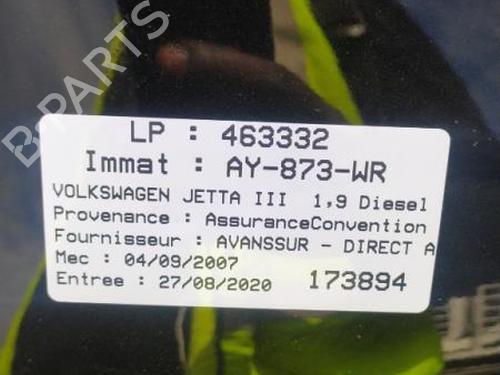 B-PARTS
LP : 463332
Immat : AY-873-WR
VOLKSWAGEN JETTA III 1,9 Diesel
Provenance : AssuranceConvention
Fournisseur : AVANSSUR - DIRECT A
Mec : 04/09/2007
Entree : 27/08/2020 173894